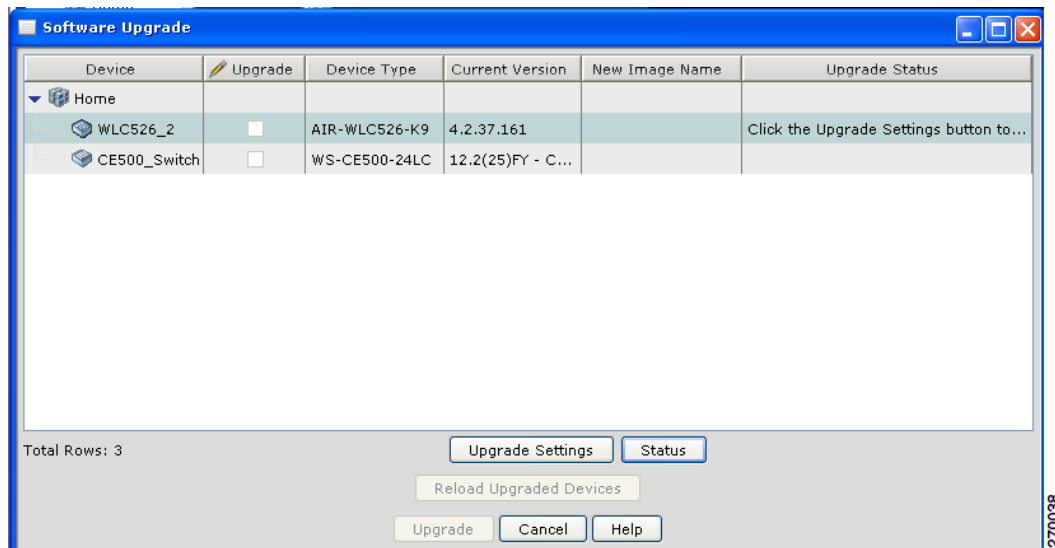 Software Upgrade
Device Upgrade Device Type Current Version New Image Name Upgrade Status
Home
WLC526_2 AIR-WLC526-K9 4.2.37.161 Click the Upgrade Settings button to...
CE500_Switch WS-CE500-24LC 12.2(25)FY - C...
Total Rows: 3 Upgrade Settings Status
Reload Upgraded Devices
Upgrade Cancel Help
270038